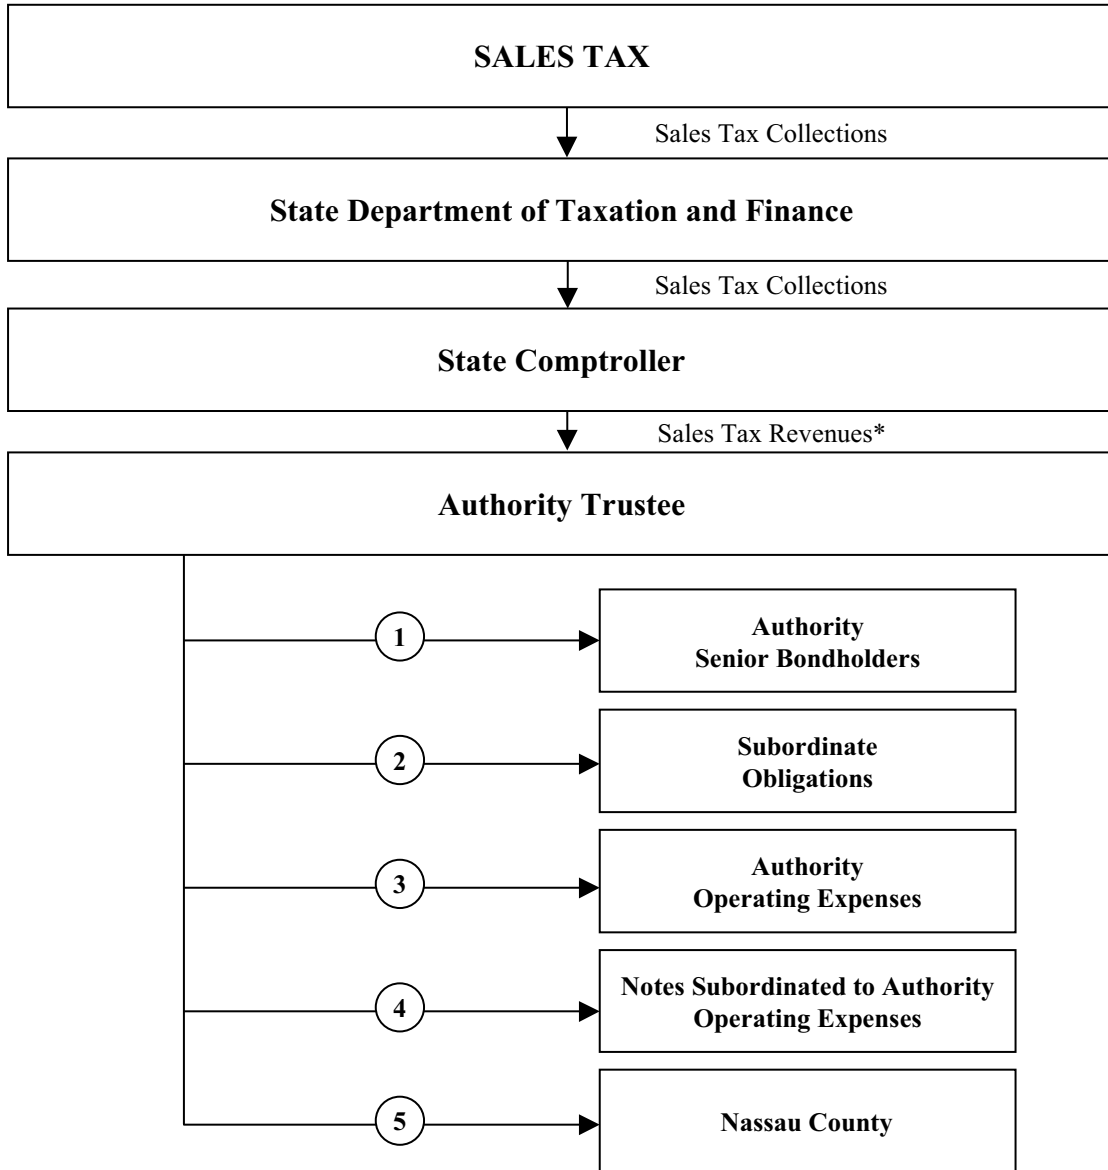 SALES TAX
Sales Tax Collections
State Department of Taxation and Finance
Sales Tax Collections
State Comptroller
Sales Tax Revenues*
Authority Trustee
1
Authority
Senior Bondholders
2
Subordinate
Obligations
3
Authority
Operating Expenses
4
Notes Subordinated to Authority
Operating Expenses
5
Nassau County